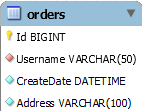 orders
Id BIGINT
Username VARCHAR(50)
CreateDate DATETIME
Address VARCHAR(100)